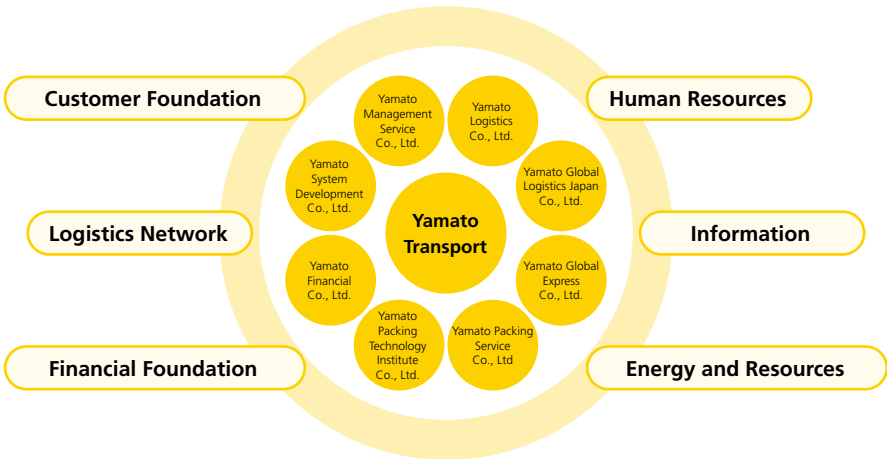 Customer Foundation
Human Resources
Logistics Network
Information
Financial Foundation
Energy and Resources
Yamato
Management
Service
Co., Ltd.
Yamato
Logistics
Co., Ltd.
Yamato
System
Development
Co., Ltd.
Yamato Global
Logistics Japan
Co., Ltd.
Yamato
Transport
Yamato
Financial
Co., Ltd.
Yamato Global
Express
Co., Ltd.
Yamato
Packing
Technology
Institute
Co., Ltd.
Yamato Packing
Service
Co., Ltd